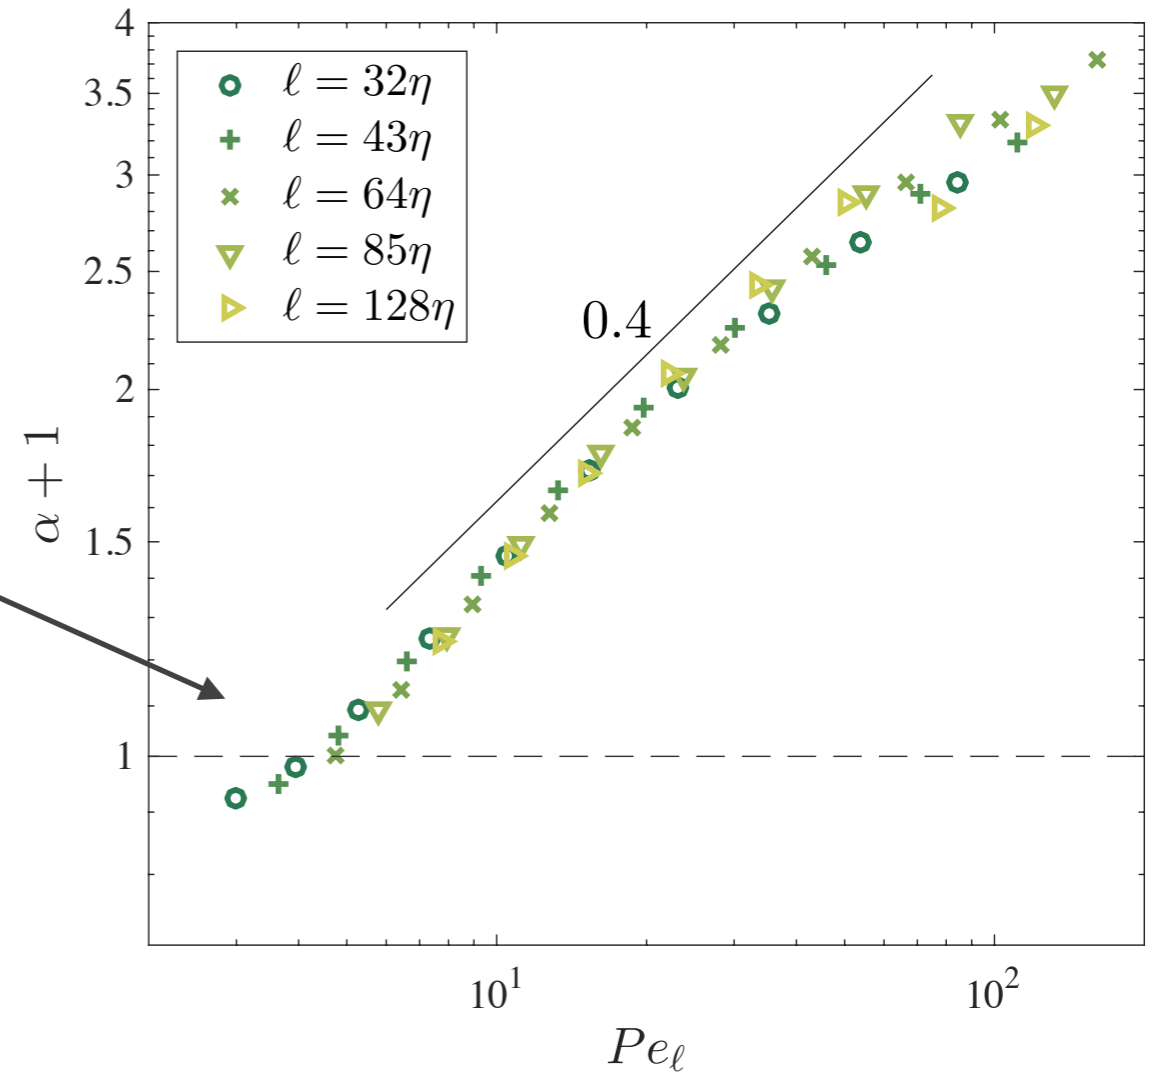 4
3.5
3
2.5
2
1.5
1
α + 1
ℓ = 32η
ℓ = 43η
ℓ = 64η
ℓ = 85η
ℓ = 128η
0.4
10¹
10²
Pe_ℓ